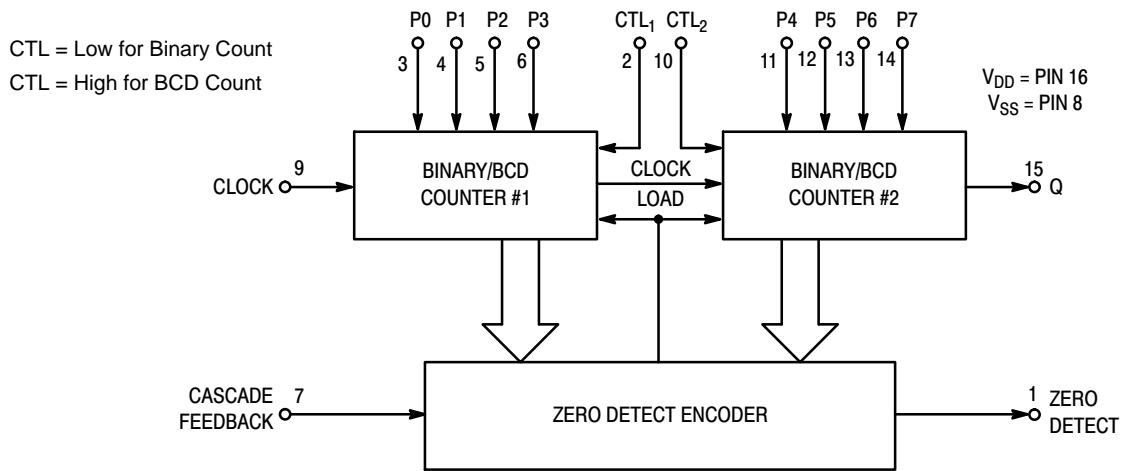 CTL = Low for Binary Count
CTL = High for BCD Count
P0 P1 P2 P3
CTL1 CTL2
P4 P5 P6 P7
3 4 5 6
2 10
11 12 13 14
VDD = PIN 16
VSS = PIN 8
CLOCK
9
BINARY/BCD
COUNTER #1
CLOCK
LOAD
BINARY/BCD
COUNTER #2
15
Q
CASCADE
FEEDBACK
7
ZERO DETECT ENCODER
1
ZERO
DETECT